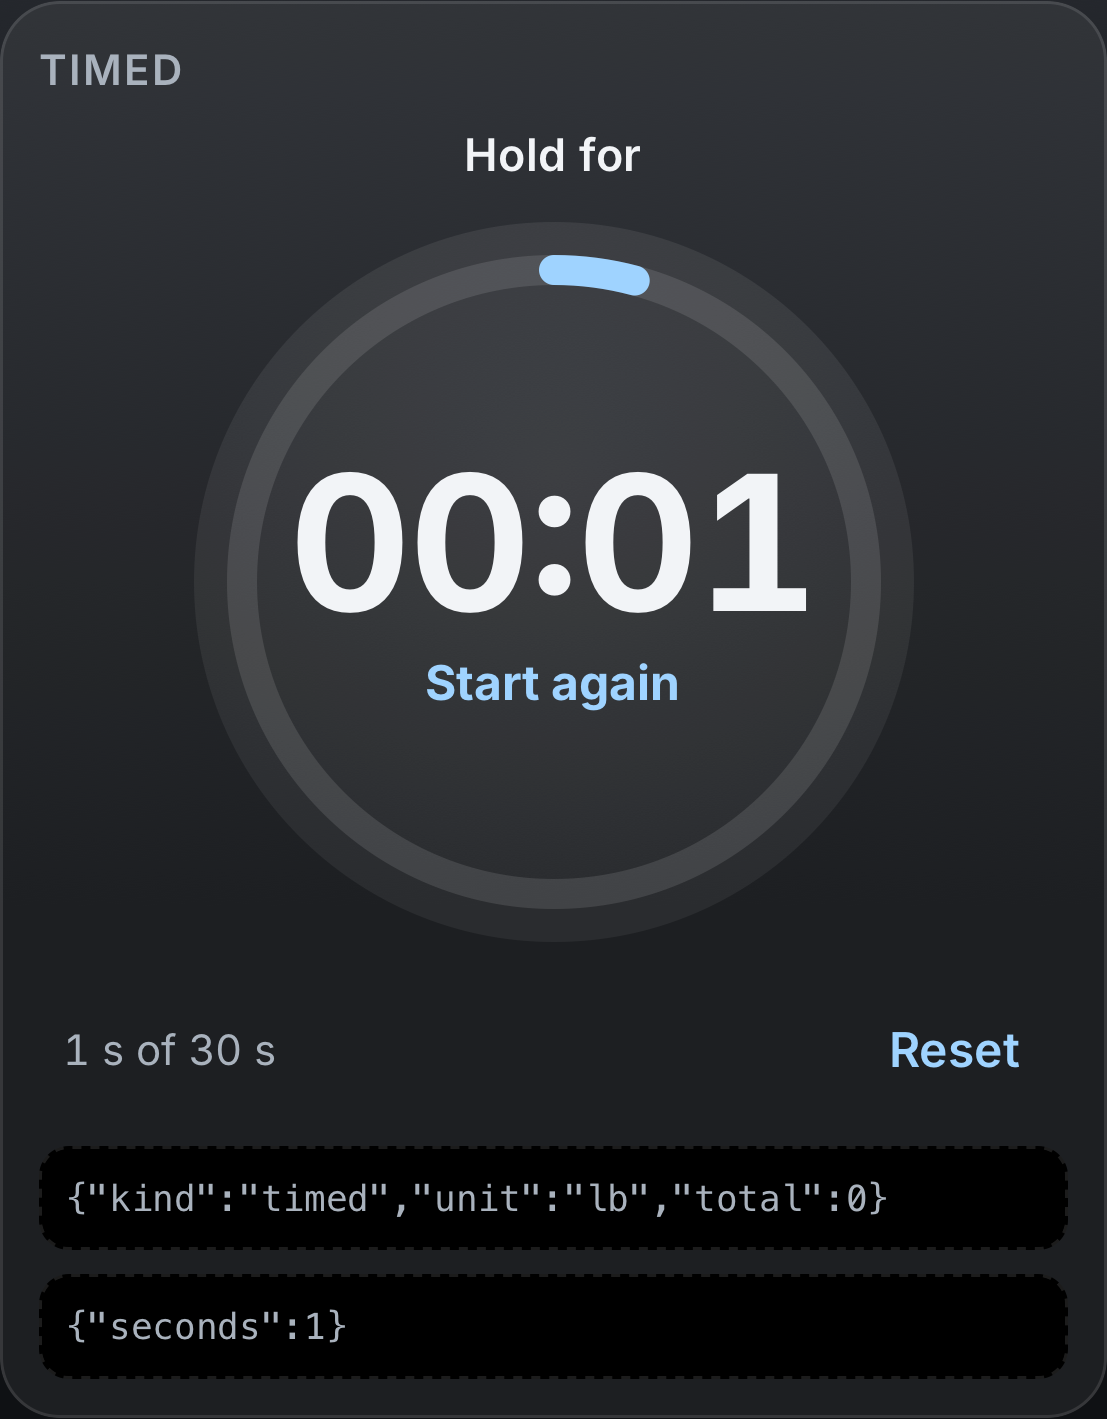 TIMED
Hold for
00:01
Start again
1 s of 30 s
Reset
{"kind":"timed","unit":"lb","total":0}
{"seconds":1}